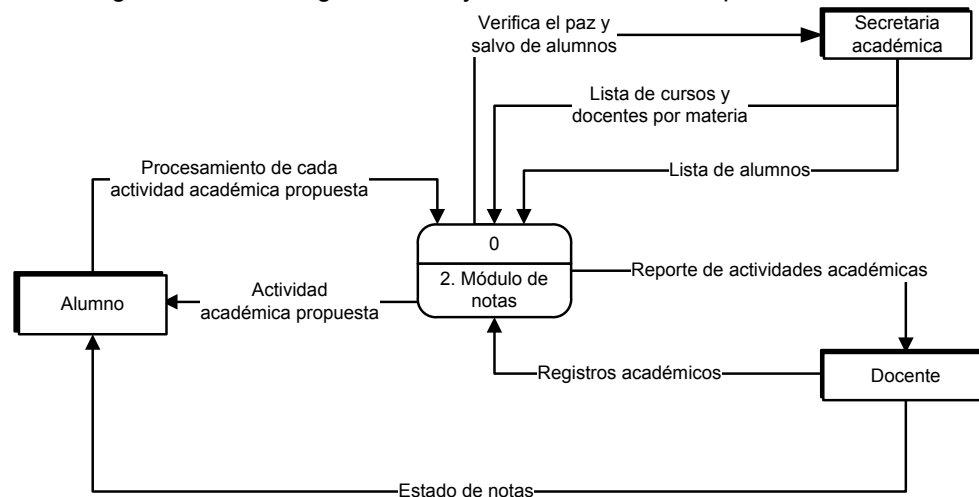 Verifica el paz y
salvo de alumnos
Secretaria
académica
Lista de cursos y
docentes por materia
Procesamiento de cada
actividad académica propuesta
Lista de alumnos
0
2. Módulo de
notas
Reporte de actividades académicas
Alumno
Actividad
académica propuesta
Registros académicos
Docente
Estado de notas